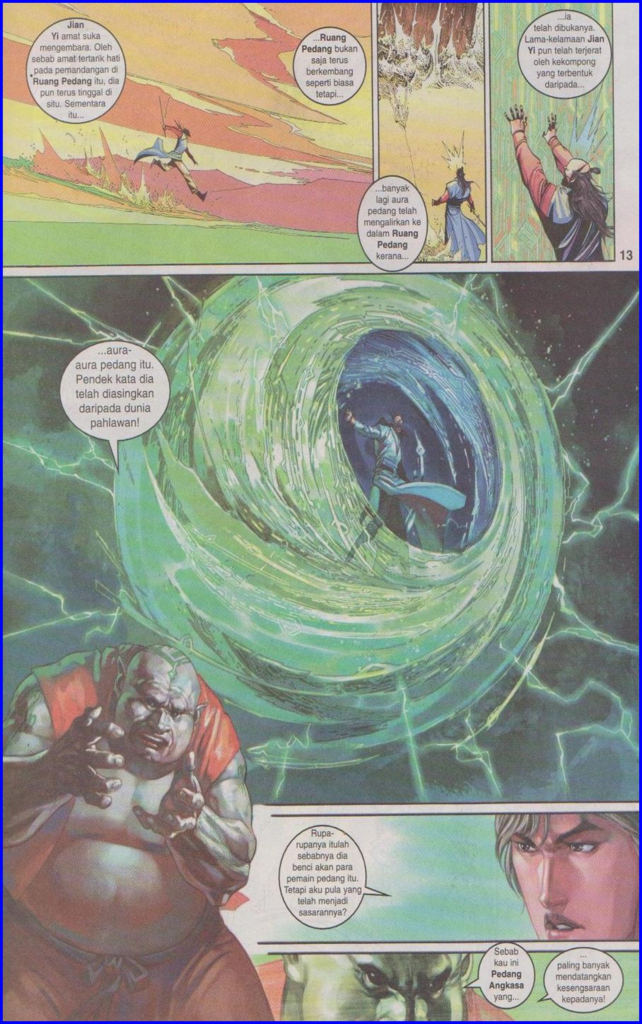 Jian
Yi amat suka
mengembara. Oleh
sebab amat tertarik hati
pada pemandangan di
Ruang Pedang itu, dia
pun terus tinggal di
situ. Sementara
itu...
...Ruang
Pedang bukan
saja terus
berkembang
seperti biasa
tetapi...
...banyak
lagi aura
pedang telah
mengalirkan ke
dalam Ruang
Pedang
kerana...
...ia
telah dibukanya.
Lama-kelamaan Jian
Yi pun telah terjerat
oleh kekompong
yang terbentuk
daripada...
13
...aura-
aura pedang itu.
Pendek kata dia
telah diasingkan
daripada dunia
pahlawan!
Rupa-
rupanya itulah
sebabnya dia
benci akan para
pemain pedang itu.
Tetapi aku pula yang
telah menjadi
sasarannya?
Sebab
kau ini
Pedang
Angkasa
yang...
...
paling banyak
mendatangkan
kesengsaraan
kepadanya!